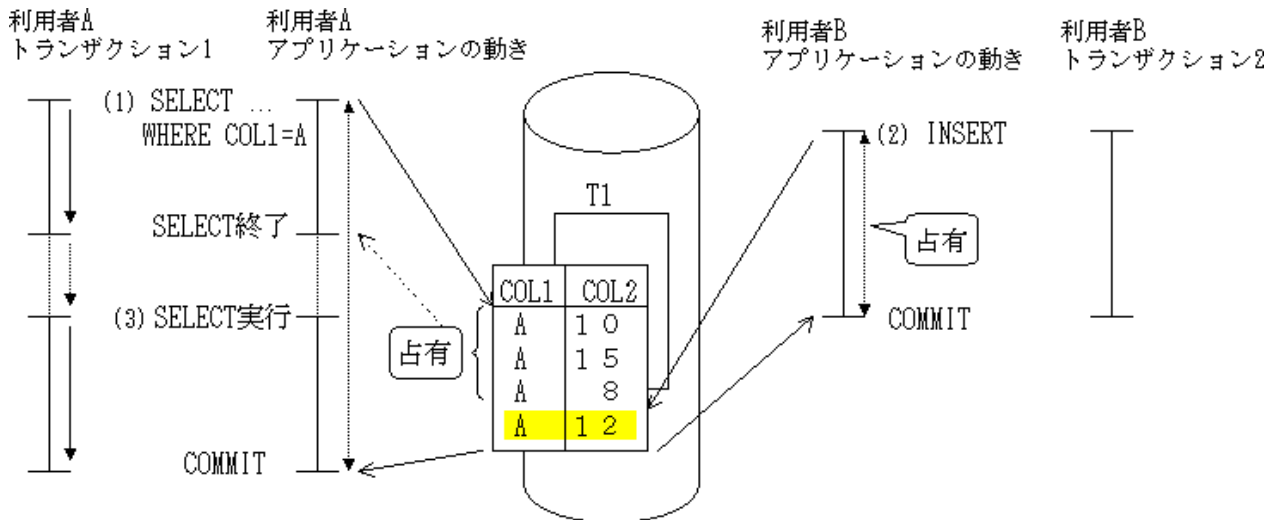 利用者A
トランザクション1
利用者A
アプリケーションの動き
利用者B
アプリケーションの動き
利用者B
トランザクション2
(1) SELECT …
WHERE COL1=A
(2) INSERT
T1
SELECT終了
占有
COL1 COL2
A 10
(3) SELECT実行
COMMIT
占有
A 15
A 8
A 12
COMMIT